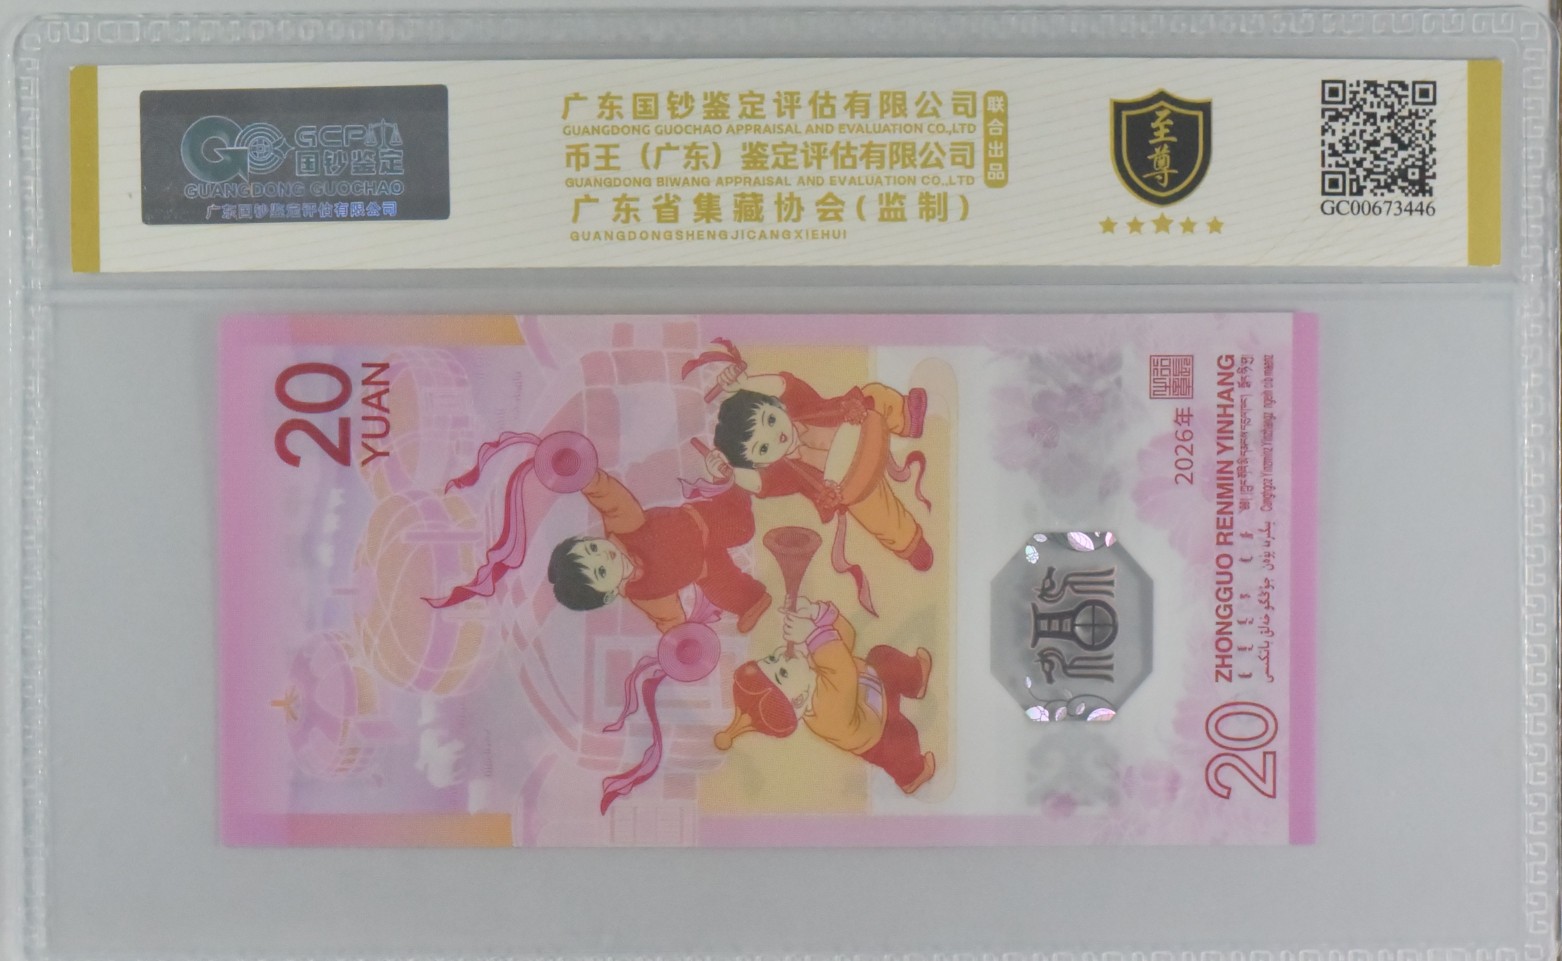 GCP
国钞鉴定
GUANGDONG GUOCHAO
广东国钞鉴定评估有限公司
广东国钞鉴定评估有限公司
GUANGDONG GUOCHAO APPRAISAL AND EVALUATION CO.,LTD
币王（广东）鉴定评估有限公司
GUANGDONG BIWANG APPRAISAL AND EVALUATION CO.,LTD
联合出品
广东省集藏协会(监制)
GUANGDONGSHENGJICANGXIEHUI
至尊
GC00673446
20
YUAN
福
2026年
ZHONGGUO RENMIN YINHANG
20